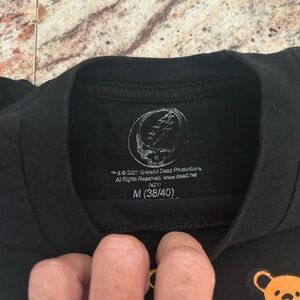 ™ & © 2021 Grateful Dead Productions.
All Rights Reserved. www.dead.net
M (38/40)